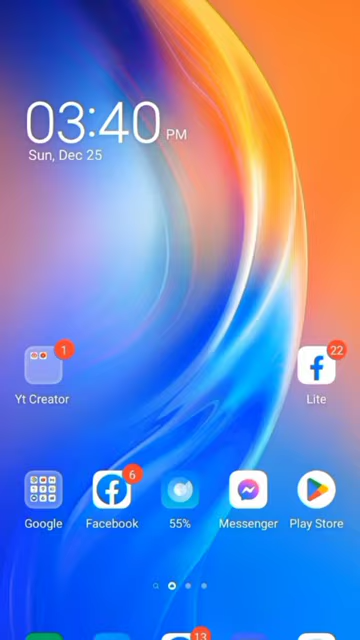 03:40 PM
Sun, Dec 25
1
22
Yt Creator
Lite
6
Google
Facebook
55%
Messenger
Play Store
13